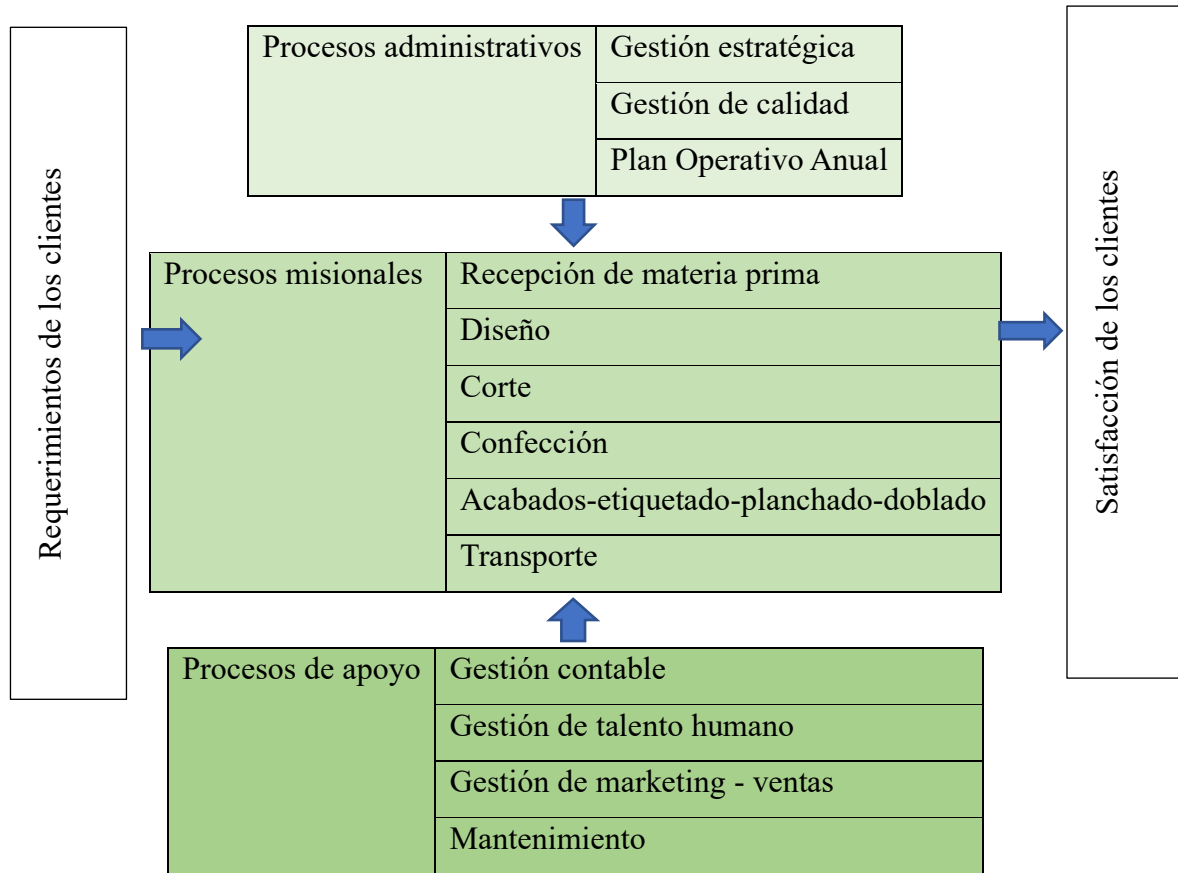 Requerimientos de los clientes
Procesos administrativos
Gestión estratégica
Gestión de calidad
Plan Operativo Anual
Procesos misionales
Recepción de materia prima
Diseño
Corte
Confección
Acabados-etiquetado-planchado-doblado
Transporte
Procesos de apoyo
Gestión contable
Gestión de talento humano
Gestión de marketing - ventas
Mantenimiento
Satisfacción de los clientes